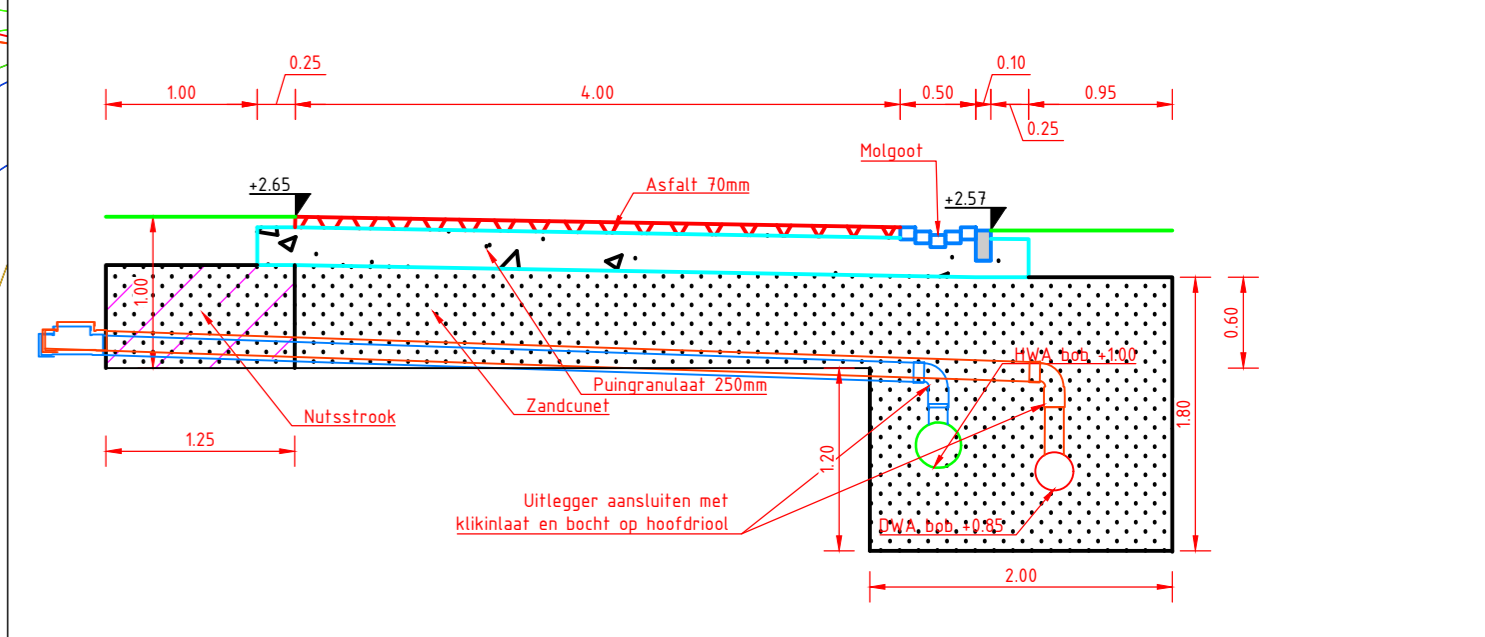 0.25
0.10
1.00
4.00
0.50
0.95
0.25
Molgoot
+2.65
Asfalt 70mm
+2.57
1.00
0.60
HWA bob +1.00
Puingranulaat 250mm
Zandcunet
Nutsstrook
1.80
1.25
1.20
Uitlegger aansluiten met
klikinlaat en bocht op hoofdriool
DWA bob +0.85
2.00